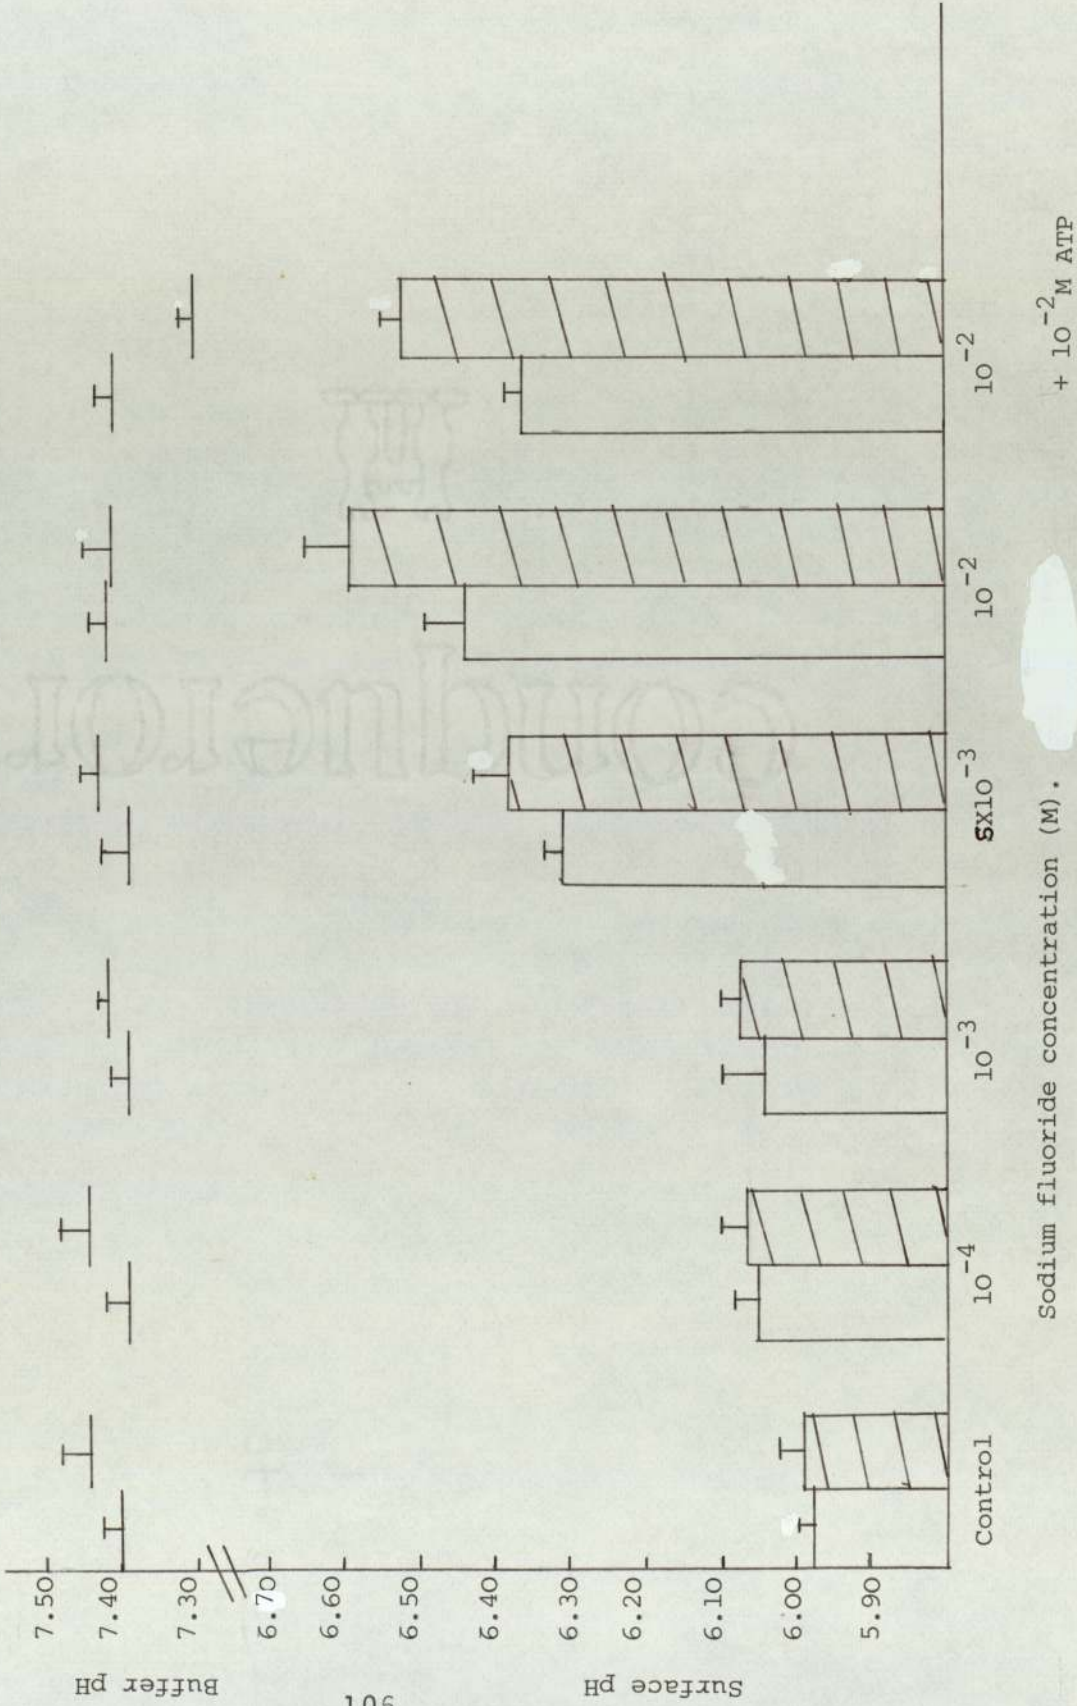 Buffer pH
7.50
7.40
7.30
6.70
6.60
6.50
6.40
6.30
6.20
6.10
6.00
5.90
Surface pH
Control
10-4
10-3
5x10-3
10-2
10-2
+ 10-2M ATP
Sodium fluoride concentration (M).